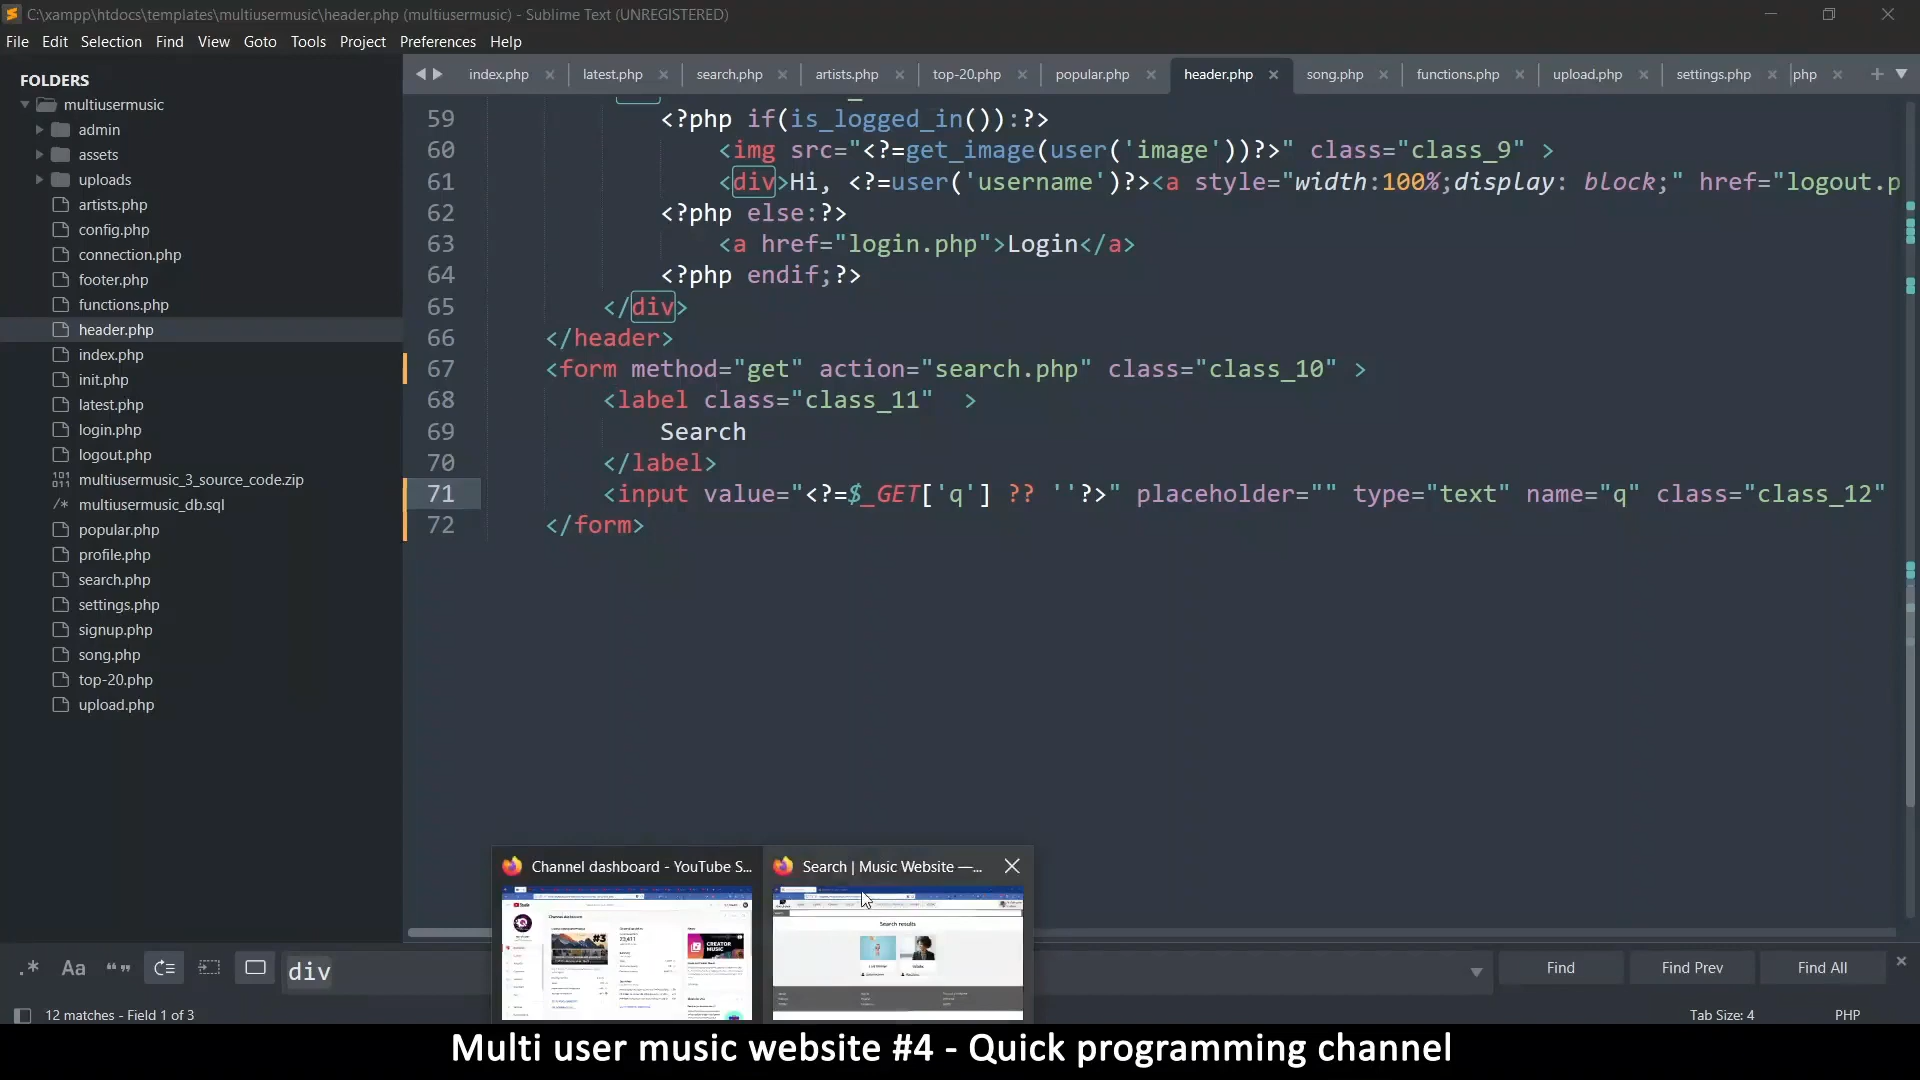 C:\xampp\htdocs\templates\multiusermusic\header.php (multiusermusic) - Sublime Text (UNREGISTERED)
File Edit Selection Find View Goto Tools Project Preferences Help
FOLDERS
multiusermusic
admin
assets
uploads
artists.php
config.php
connection.php
footer.php
functions.php
header.php
index.php
init.php
latest.php
login.php
logout.php
multiusermusic_3_source_code.zip
multiusermusic_db.sql
popular.php
profile.php
search.php
settings.php
signup.php
song.php
top-20.php
upload.php
index.php latest.php search.php artists.php top-20.php popular.php header.php song.php functions.php upload.php settings.php php
59 <?php if(is_logged_in()):?>
60 <img src="<?=get_image(user('image'))?>" class="class_9" >
61 <div>Hi, <?=user('username')?><a style="width:100%;display: block;" href="logout.p
62 <?php else:?>
63 <a href="login.php">Login</a>
64 <?php endif;?>
65 </div>
66 </header>
67 <form method="get" action="search.php" class="class_10" >
68 <label class="class_11"  >
69 Search
70 </label>
71 <input value="<?=$_GET['q'] ?? ''?>" placeholder="" type="text" name="q" class="class_12"
72 </form>
Channel dashboard - YouTube S...
Search | Music Website —...
Search results
#3
CREATOR MUSIC
.* Aa “” div
Find Find Prev Find All
12 matches - Field 1 of 3
Tab Size: 4 PHP
Multi user music website #4 - Quick programming channel